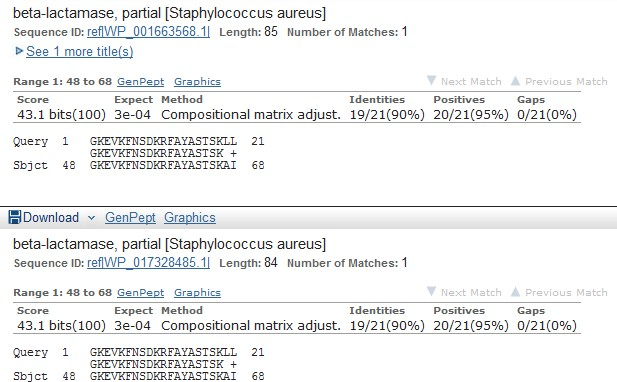 beta-lactamase, partial [Staphylococcus aureus]
Sequence ID: ref|WP_001663568.1| Length: 85 Number of Matches: 1
See 1 more title(s)
Range 1: 48 to 68 GenPept Graphics Next Match Previous Match
Score Expect Method Identities Positives Gaps
43.1 bits(100) 3e-04 Compositional matrix adjust. 19/21(90%) 20/21(95%) 0/21(0%)
Query 1 GKEVKFNSDKRFAYASTSKLL 21
GKEVKFNSDKRFAYASTSK +
Sbjct 48 GKEVKFNSDKRFAYASTSKAI 68
Download GenPept Graphics
beta-lactamase, partial [Staphylococcus aureus]
Sequence ID: ref|WP_017328485.1| Length: 84 Number of Matches: 1
Range 1: 48 to 68 GenPept Graphics Next Match Previous Match
Score Expect Method Identities Positives Gaps
43.1 bits(100) 3e-04 Compositional matrix adjust. 19/21(90%) 20/21(95%) 0/21(0%)
Query 1 GKEVKFNSDKRFAYASTSKLL 21
GKEVKFNSDKRFAYASTSK +
Sbjct 48 GKEVKFNSDKRFAYASTSKAI 68